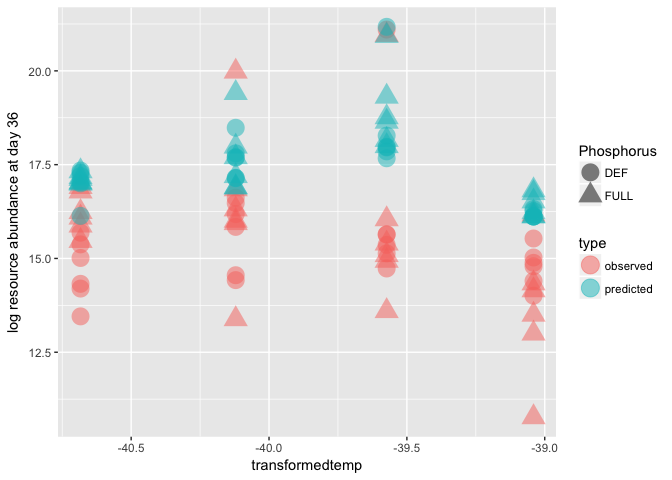 20.0
17.5
15.0
12.5
log resource abundance at day 36
-40.5
-40.0
-39.5
-39.0
transformedtemp
Phosphorus
DEF
FULL
type
observed
predicted